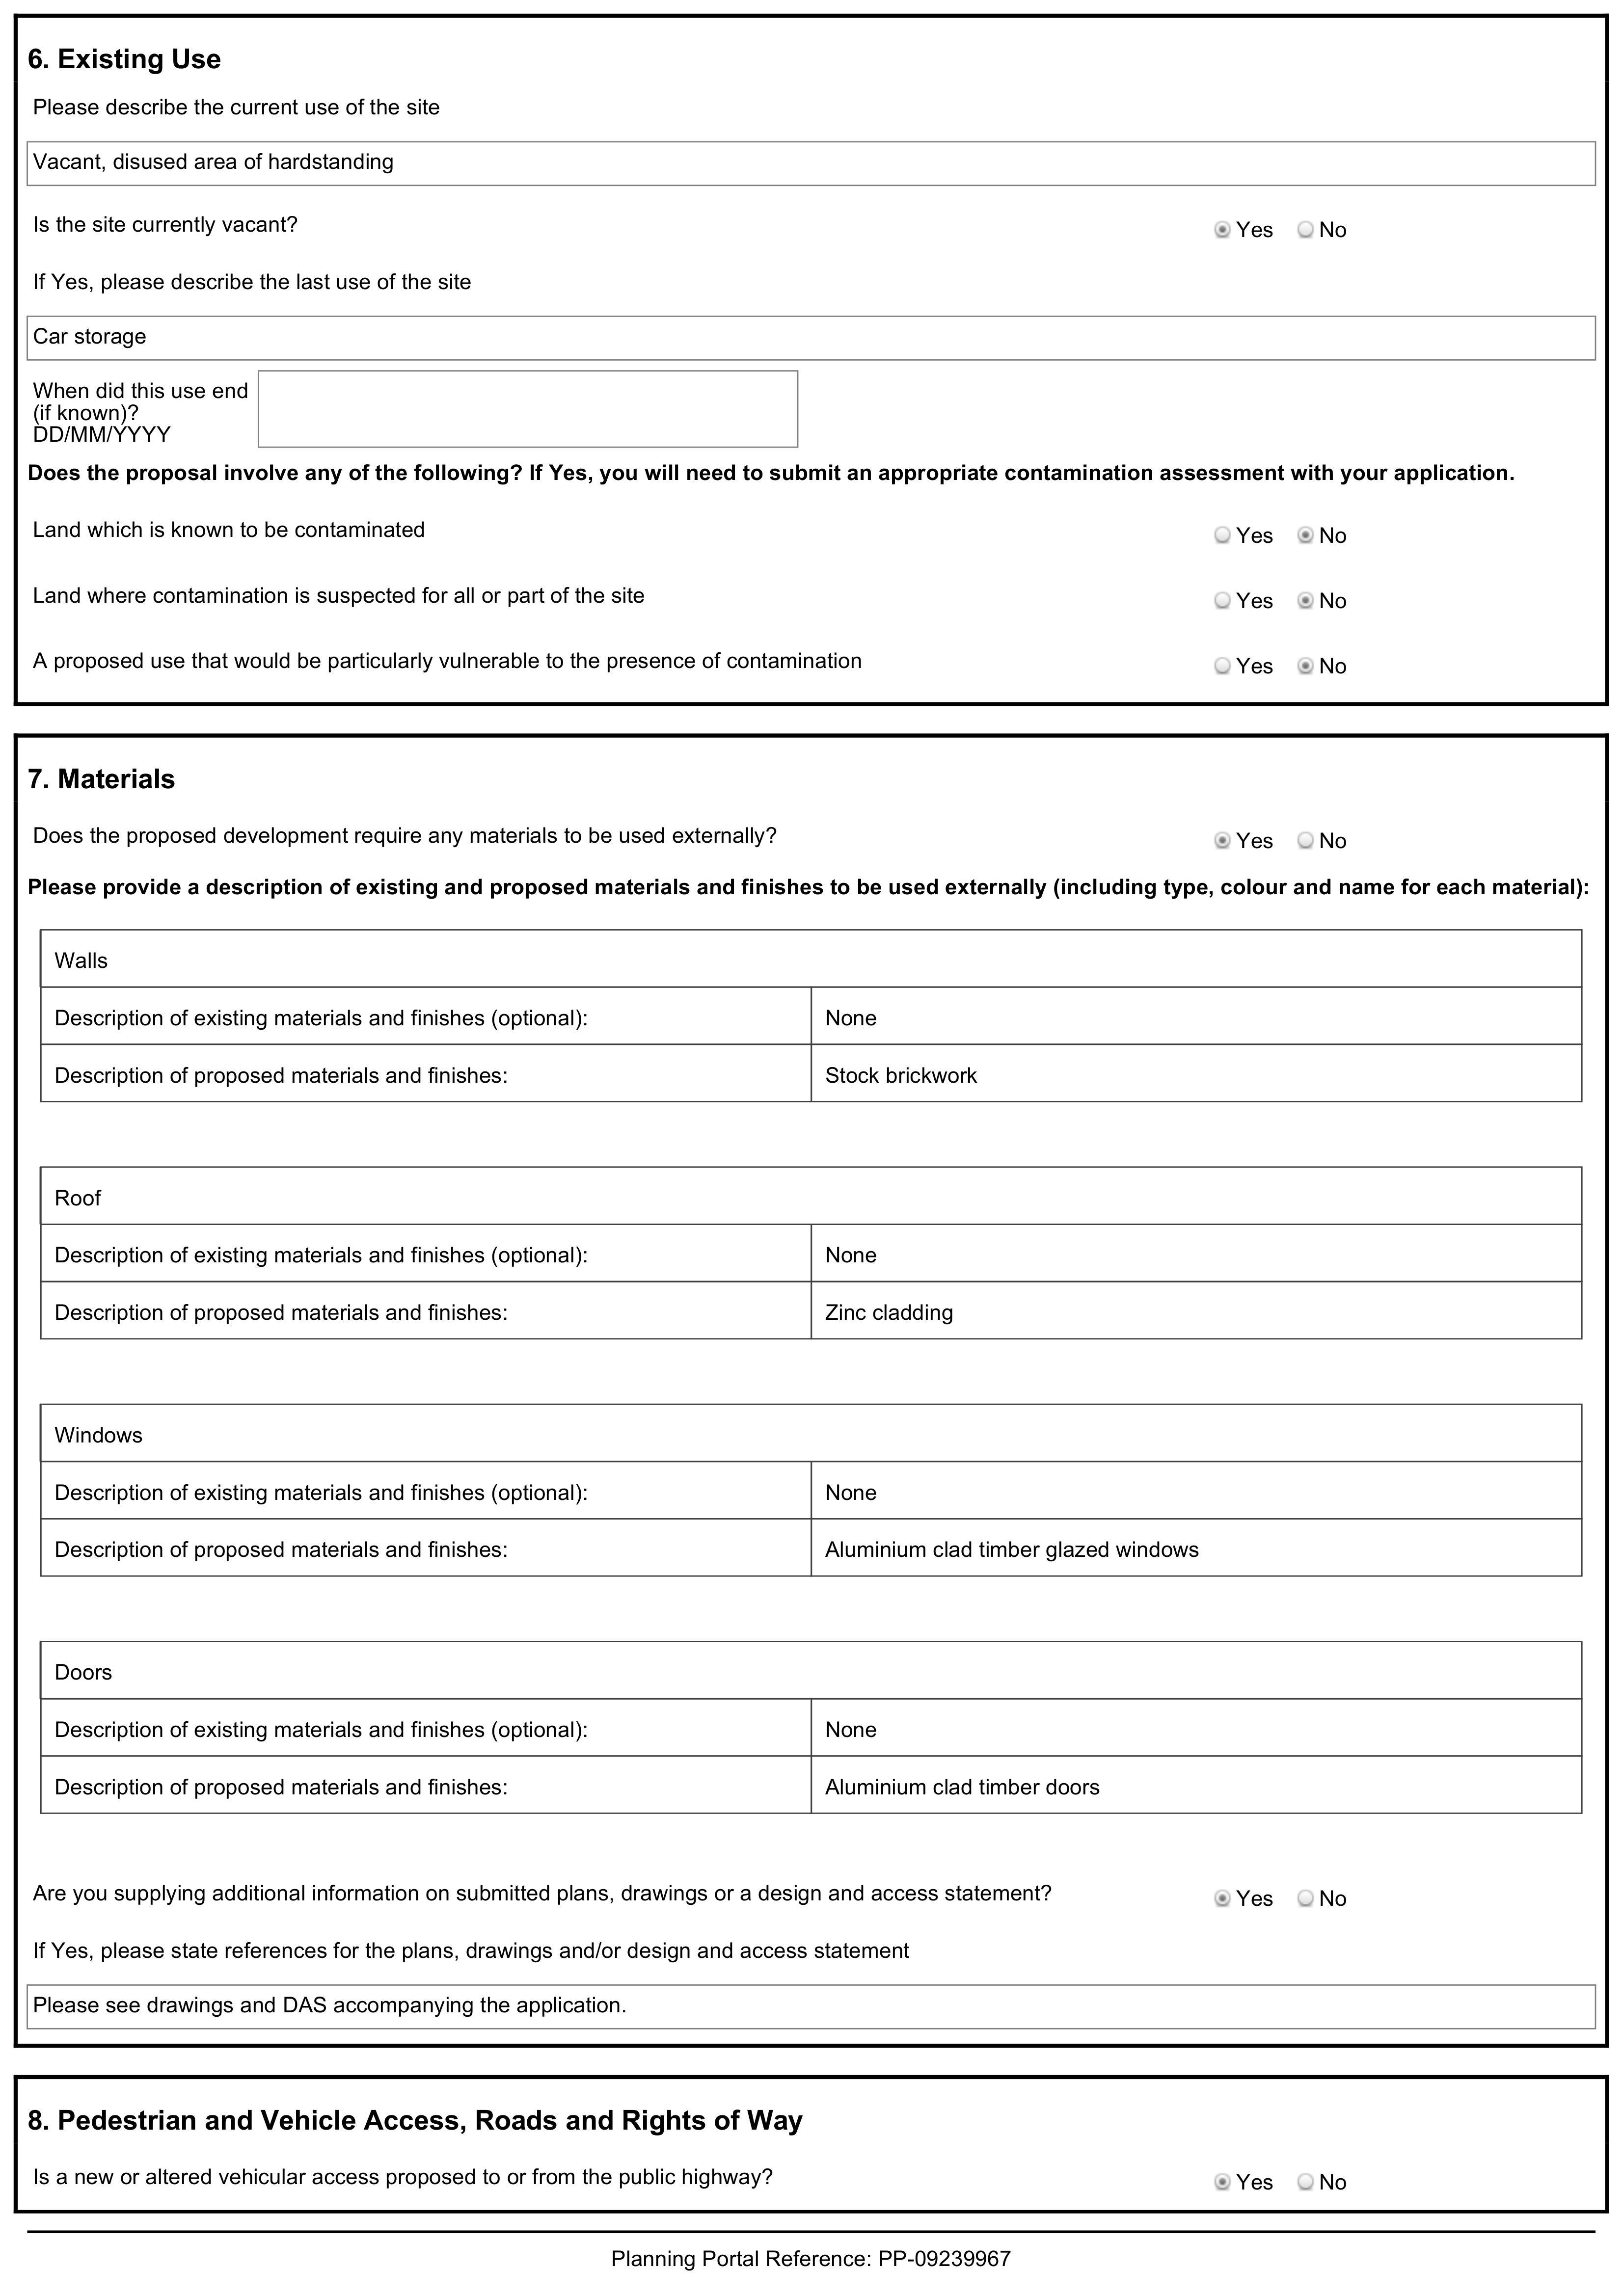 6. Existing Use
Please describe the current use of the site
Vacant, disused area of hardstanding
Is the site currently vacant? Yes No
If Yes, please describe the last use of the site
Car storage
When did this use end
(if known)?
DD/MM/YYYY
Does the proposal involve any of the following? If Yes, you will need to submit an appropriate contamination assessment with your application.
Land which is known to be contaminated Yes No
Land where contamination is suspected for all or part of the site Yes No
A proposed use that would be particularly vulnerable to the presence of contamination Yes No
7. Materials
Does the proposed development require any materials to be used externally? Yes No
Please provide a description of existing and proposed materials and finishes to be used externally (including type, colour and name for each material):
Walls
Description of existing materials and finishes (optional): None
Description of proposed materials and finishes: Stock brickwork
Roof
Description of existing materials and finishes (optional): None
Description of proposed materials and finishes: Zinc cladding
Windows
Description of existing materials and finishes (optional): None
Description of proposed materials and finishes: Aluminium clad timber glazed windows
Doors
Description of existing materials and finishes (optional): None
Description of proposed materials and finishes: Aluminium clad timber doors
Are you supplying additional information on submitted plans, drawings or a design and access statement? Yes No
If Yes, please state references for the plans, drawings and/or design and access statement
Please see drawings and DAS accompanying the application.
8. Pedestrian and Vehicle Access, Roads and Rights of Way
Is a new or altered vehicular access proposed to or from the public highway? Yes No
Planning Portal Reference: PP-09239967